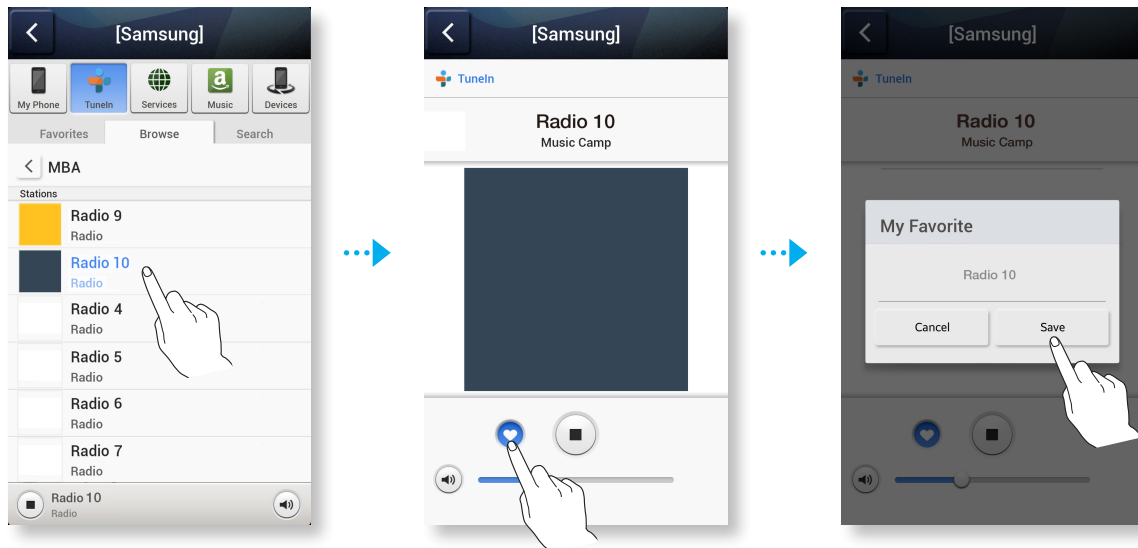 [Samsung]
My Phone TuneIn Services Music Devices
Favorites Browse Search
MBA
Stations
Radio 9
Radio
Radio 10
Radio
Radio 4
Radio
Radio 5
Radio
Radio 6
Radio
Radio 7
Radio
Radio 10
Radio
[Samsung]
TuneIn
Radio 10
Music Camp
[Samsung]
TuneIn
Radio 10
Music Camp
My Favorite
Radio 10
Cancel Save